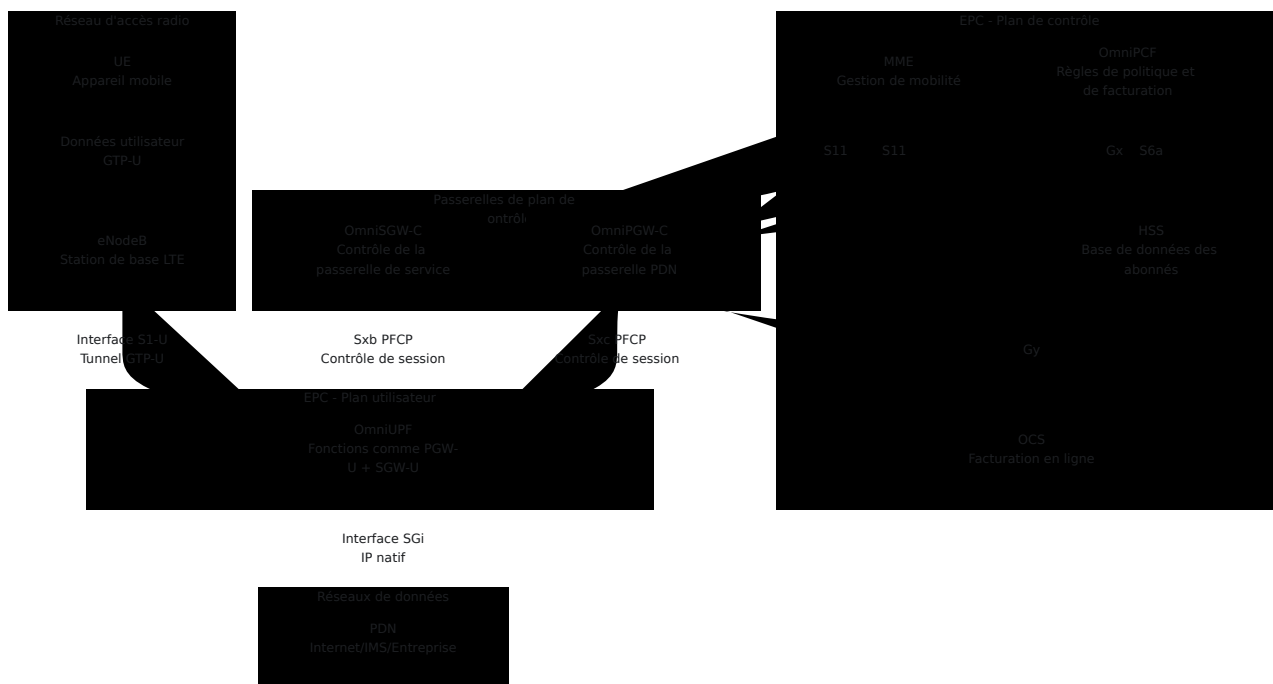 Réseau d'accès radio
UE
Appareil mobile
Données utilisateur
GTP-U
eNodeB
Station de base LTE
EPC - Plan de contrôle
MME
Gestion de mobilité
OmniPCF
Règles de politique et
de facturation
S11
S11
Gx
S6a
HSS
Base de données des
abonnés
Gy
OCS
Facturation en ligne
Passerelles de plan de
OmniSGW-C
Contrôle de la
passerelle de service
OmniPGW-C
Contrôle de la
passerelle PDN
Interface S1-U
Tunnel GTP-U
Sxb PFCP
Contrôle de session
Sxc PFCP
Contrôle de session
EPC - Plan utilisateur
OmniUPF
Fonctions comme PGW-
U + SGW-U
Interface SGi
IP natif
Réseaux de données
PDN
Internet/IMS/Entreprise